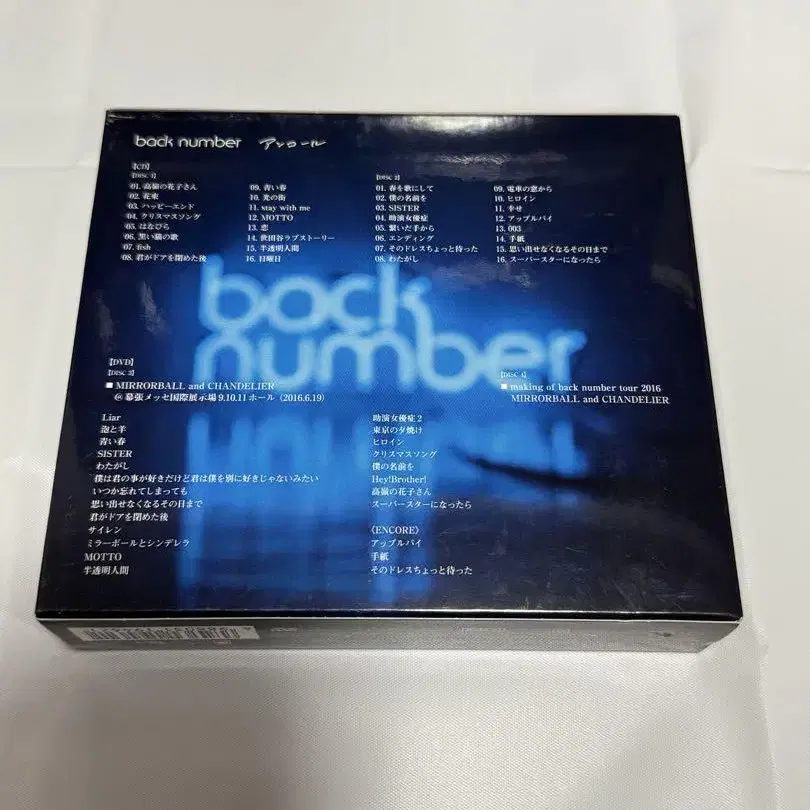 back number アンコール
【CD】
【DISC 1】
01. 高嶺の花子さん
02. 花束
03. ハッピーエンド
04. クリスマスソング
05. はなびら
06. 黒い猫の歌
07. fish
08. 君がドアを閉めた後
09. 青い春
10. 光の街
11. stay with me
12. MOTTO
13. 恋
14. 世田谷ラブストーリー
15. 半透明人間
16. 日曜日
【DISC 2】
01. 春を歌にして
02. 僕の名前を
03. SISTER
04. 助演女優症
05. 繋いだ手から
06. エンディング
07. そのドレスちょっと待った
08. わたがし
09. 電車の窓から
10. ヒロイン
11. 幸せ
12. アップルパイ
13. 003
14. 手紙
15. 思い出せなくなるその日まで
16. スーパースターになったら
back
number
【DVD】
【DISC 3】
■ MIRRORBALL and CHANDELIER
@ 幕張メッセ国際展示場 9.10.11 ホール（2016.6.19）
Liar
泡と羊
青い春
SISTER
わたがし
僕は君の事が好きだけど君は僕を別に好きじゃないみたい
いつか忘れてしまっても
思い出せなくなるその日まで
君がドアを閉めた後
サイレン
ミラーボールとシンデレラ
MOTTO
半透明人間
助演女優症 2
東京の夕焼け
ヒロイン
クリスマスソング
僕の名前を
Hey!Brother!
高嶺の花子さん
スーパースターになったら
〈ENCORE〉
アップルパイ
手紙
そのドレスちょっと待った
【DISC 4】
■ making of back number tour 2016
MIRRORBALL and CHANDELIER